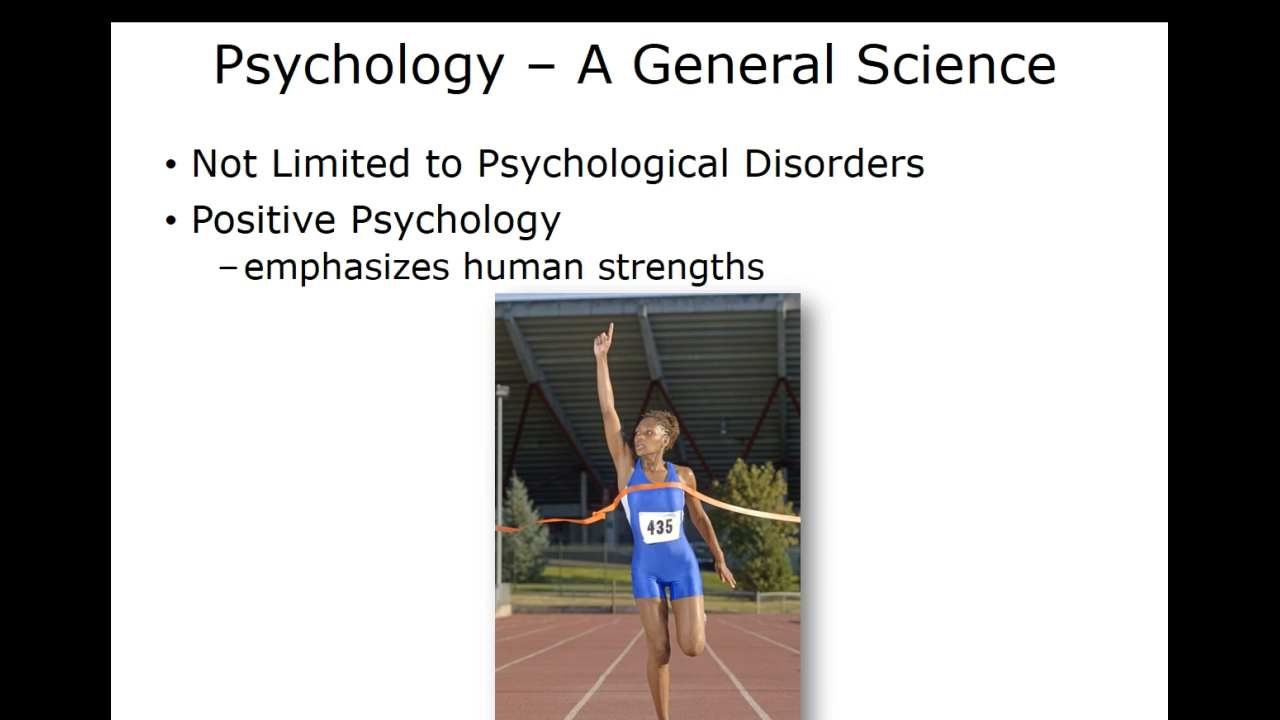 Psychology – A General Science
• Not Limited to Psychological Disorders
• Positive Psychology
–emphasizes human strengths
435